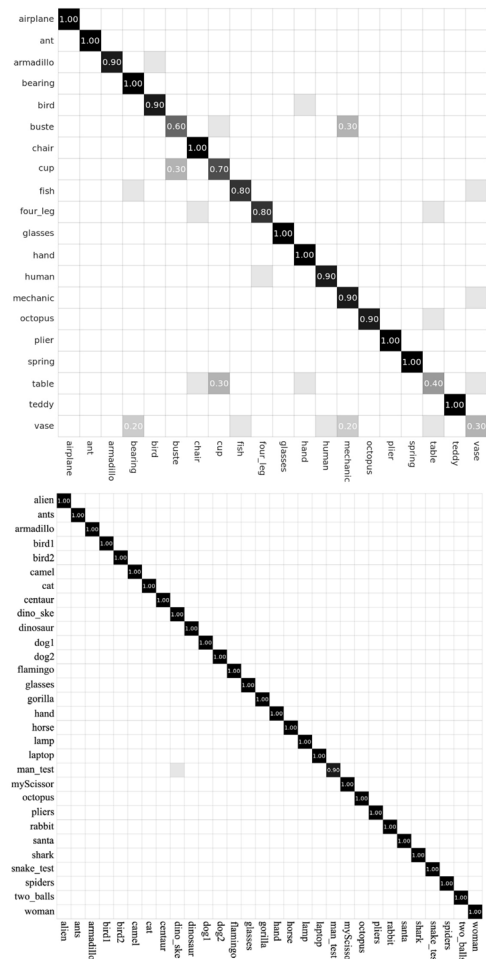 airplane 1.00
ant 1.00
armadillo 0.90
bearing 1.00
bird 0.90
buste 0.60 0.30
chair 1.00
cup 0.30 0.70
fish 0.80
four_leg 0.80
glasses 1.00
hand 1.00
human 0.90
mechanic 0.90
octopus 0.90
plier 1.00
spring 1.00
table 0.30 0.40
teddy 1.00
vase 0.20 0.20 0.30
airplane ant armadillo bearing bird buste chair cup fish four_leg glasses hand human mechanic octopus plier spring table teddy vase
alien 1.00
ants 1.00
armadillo 1.00
bird1 1.00
bird2 1.00
camel 1.00
cat 1.00
centaur 1.00
dino_ske 1.00
dinosaur 1.00
dog1 1.00
dog2 1.00
flamingo 1.00
glasses 1.00
gorilla 1.00
hand 1.00
horse 1.00
lamp 1.00
laptop 1.00
man_test 0.90
myScissor 1.00
octopus 1.00
pliers 1.00
rabbit 1.00
santa 1.00
shark 1.00
snake_test 1.00
spiders 1.00
two_balls 1.00
woman 1.00
alien ants armadillo bird1 bird2 camel cat centaur dino_ske dinosaur dog1 dog2 flamingo glasses gorilla hand horse lamp laptop man_test myScissor octopus pliers rabbit santa shark snake_test spiders two_balls woman